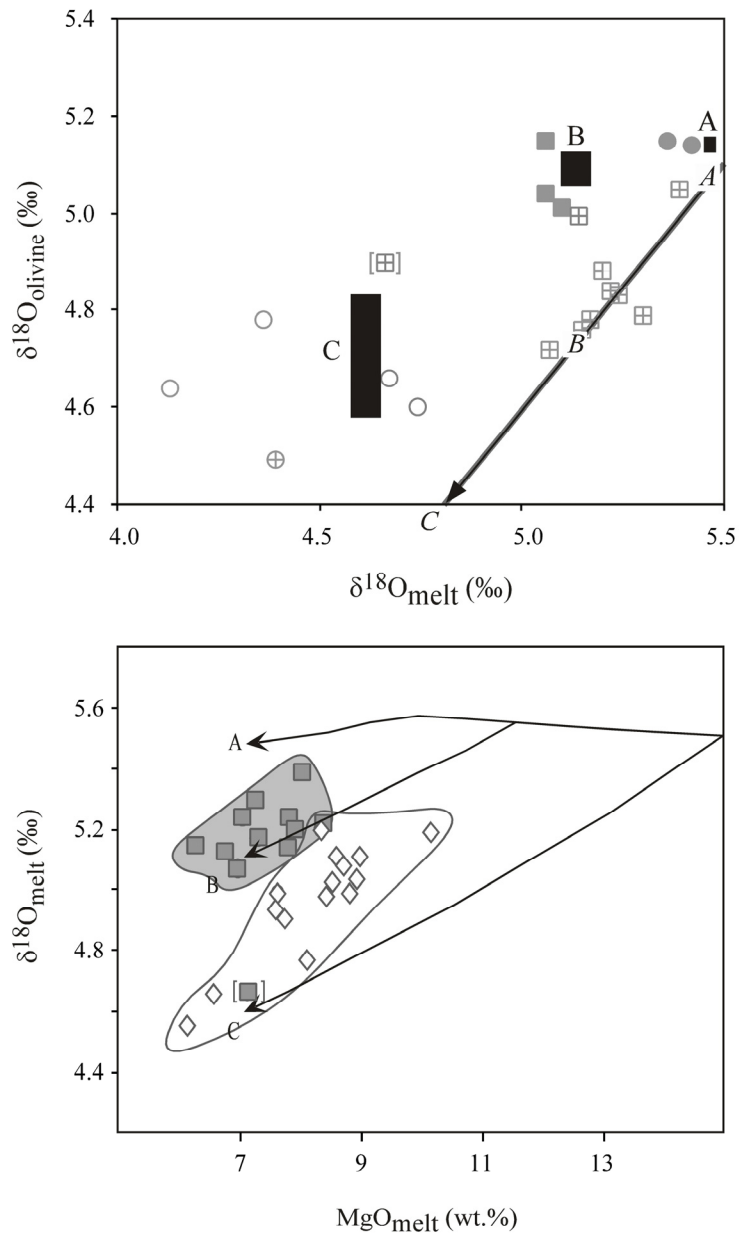 5.4
5.2
5.0
4.8
4.6
4.4
δ¹⁸Oolivine (‰)
A
B
A
[ ]
C
B
C
4.0 4.5 5.0 5.5
δ¹⁸Omelt (‰)
5.6
5.2
4.8
4.4
δ¹⁸Omelt (‰)
A
B
[ ]
C
7 9 11 13
MgOmelt (wt.%)